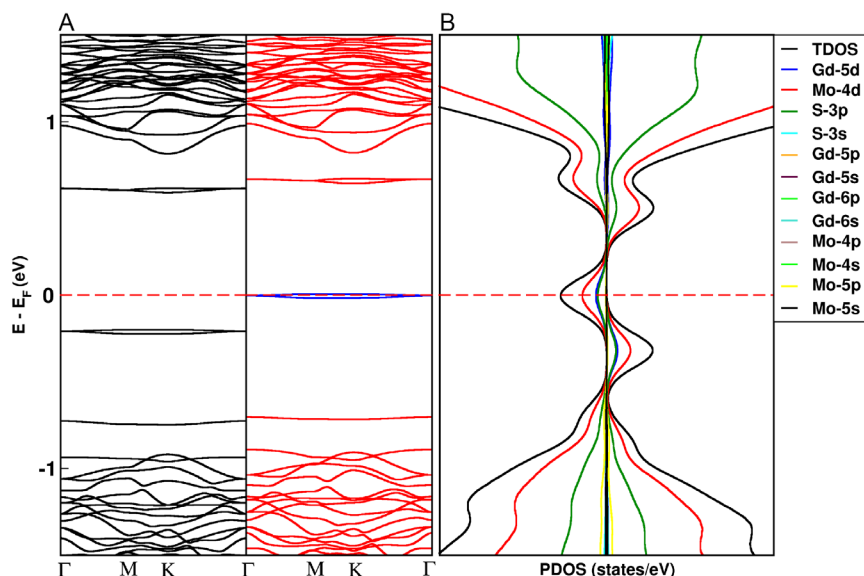 A
B
E - E_F (eV)
1
0
-1
Γ M K Γ M K Γ
PDOS (states/eV)
TDOS
Gd-5d
Mo-4d
S-3p
S-3s
Gd-5p
Gd-5s
Gd-6p
Gd-6s
Mo-4p
Mo-4s
Mo-5p
Mo-5s